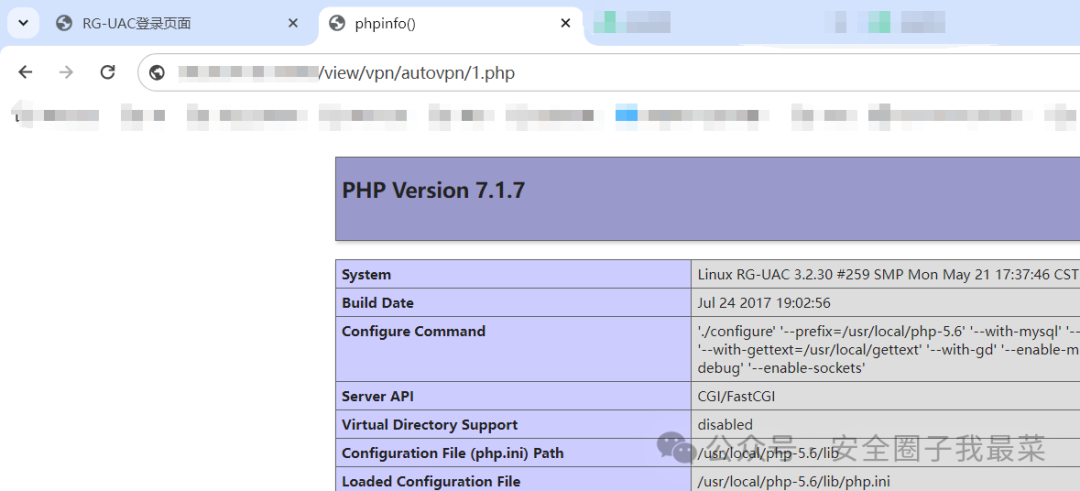 RG-UAC登录页面
phpinfo()
/view/vpn/autovpn/1.php
PHP Version 7.1.7
System Linux RG-UAC 3.2.30 #259 SMP Mon May 21 17:37:46 CST
Build Date Jul 24 2017 19:02:56
Configure Command './configure' '--prefix=/usr/local/php-5.6' '--with-mysql' '--
'--with-gettext=/usr/local/gettext' '--with-gd' '--enable-m
debug' '--enable-sockets'
Server API CGI/FastCGI
Virtual Directory Support disabled
Configuration File (php.ini) Path /usr/local/php-5.6/lib
Loaded Configuration File /usr/local/php-5.6/lib/php.ini
公众号·安全圈子我最菜